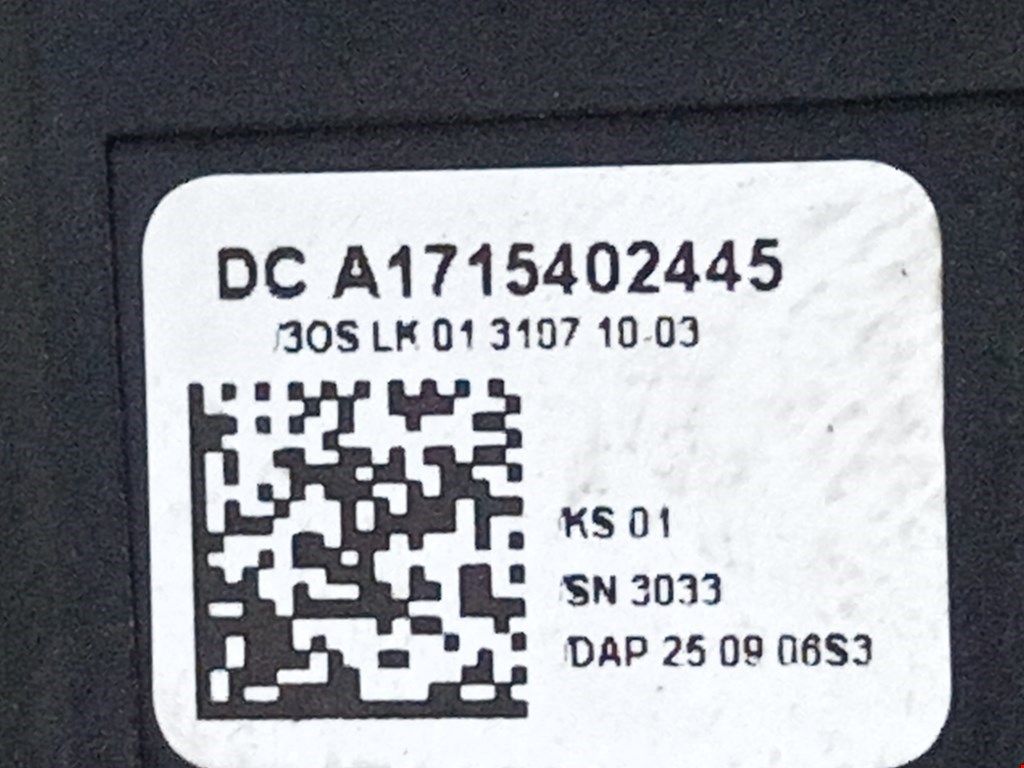 DC A1715402445
/30S LK 01 3107 10-03
KS 01
SN 3033
DAP 25 09 06S3